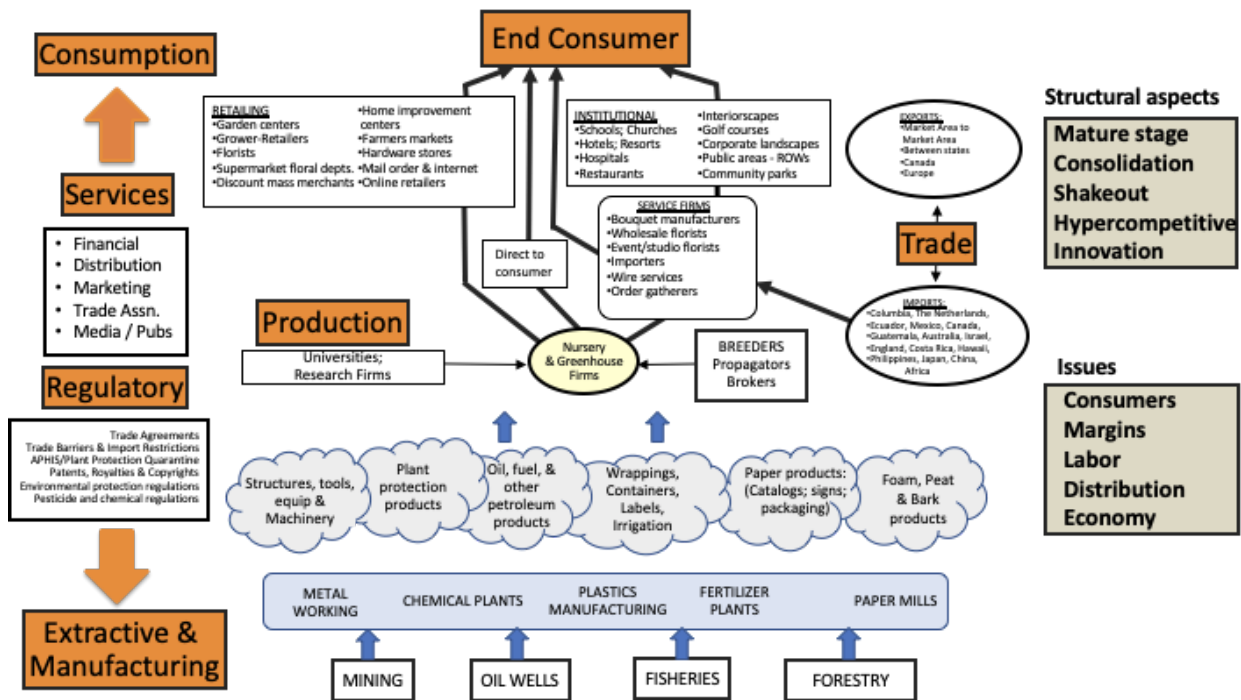 End Consumer
Consumption
Services
• Financial
• Distribution
• Marketing
• Trade Assn.
• Media / Pubs
Regulatory
Trade Agreements
Trade Barriers & Import Restrictions
APHIS/Plant Protection Quarantine
Patents, Royalties & Copyrights
Environmental protection regulations
Pesticide and chemical regulations
Extractive &
Manufacturing
RETAILING
•Garden centers
•Grower-Retailers
•Florists
•Supermarket floral depts.
•Discount mass merchants
•Home improvement
centers
•Farmers markets
•Hardware stores
•Mail order & internet
•Online retailers
INSTITUTIONAL
•Schools; Churches
•Hotels; Resorts
•Hospitals
•Restaurants
•Interiorscapes
•Golf courses
•Corporate landscapes
•Public areas - ROWs
•Community parks
SERVICE FIRMS
•Bouquet manufacturers
•Wholesale florists
•Event/studio florists
•Importers
•Wire services
•Order gatherers
Direct to
consumer
Production
Universities;
Research Firms
Nursery
& Greenhouse
Firms
BREEDERS
Propagators
Brokers
EXPORTS:
•Market Area to
Market Area
•Between states
•Canada
•Europe
Trade
IMPORTS:
•Columbia, The Netherlands,
•Ecuador, Mexico, Canada,
•Guatemala, Australia, Israel,
•England, Costa Rica, Hawaii,
•Philippines, Japan, China,
Africa
Structural aspects
Mature stage
Consolidation
Shakeout
Hypercompetitive
Innovation
Issues
Consumers
Margins
Labor
Distribution
Economy
Structures, tools,
equip &
Machinery
Plant
protection
products
Oil, fuel, &
other
petroleum
products
Wrappings,
Containers,
Labels,
Irrigation
Paper products:
(Catalogs; signs;
packaging)
Foam, Peat
& Bark
products
METAL
WORKING
CHEMICAL PLANTS
PLASTICS
MANUFACTURING
FERTILIZER
PLANTS
PAPER MILLS
MINING
OIL WELLS
FISHERIES
FORESTRY